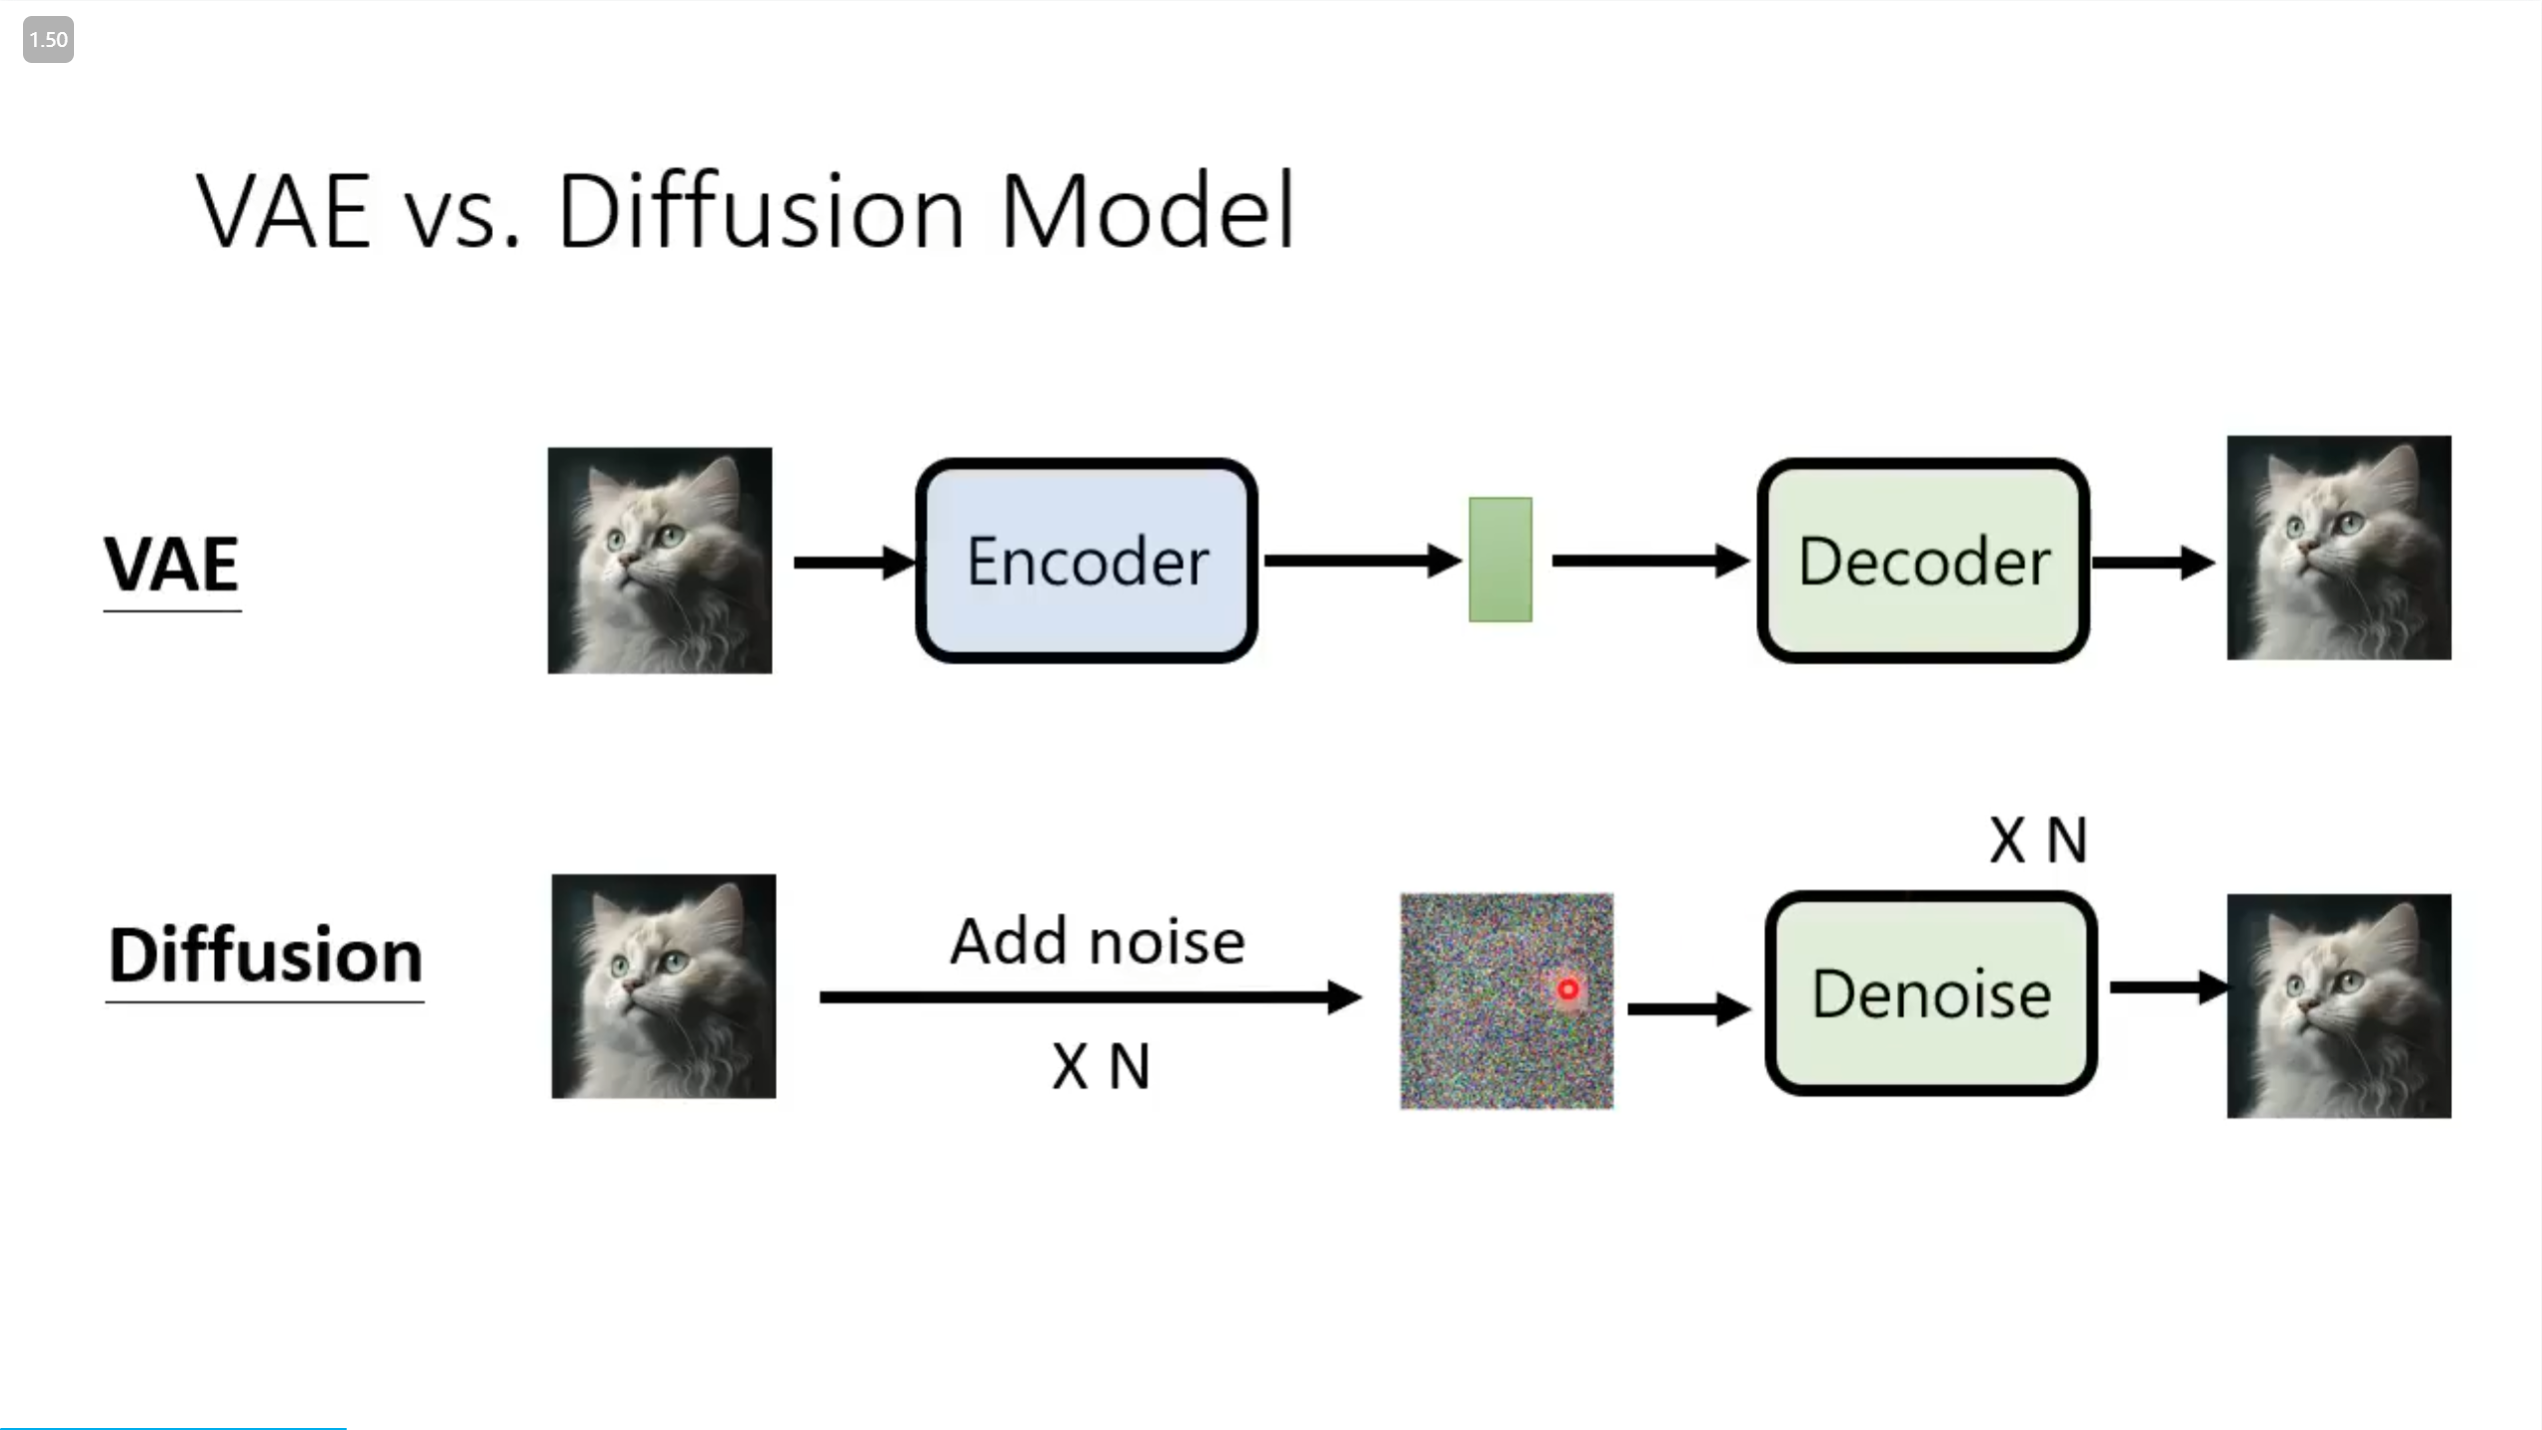 1.50
VAE vs. Diffusion Model
VAE
Encoder
Decoder
X N
Diffusion
Add noise
X N
Denoise